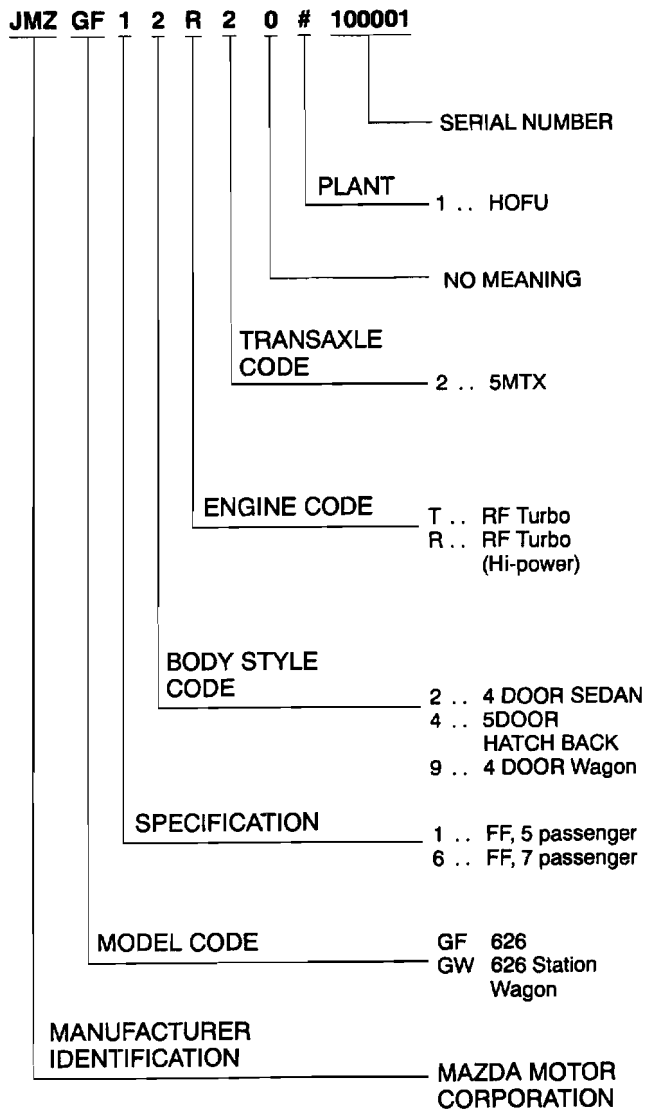 JMZ GF 1 2 R 2 0 # 100001
SERIAL NUMBER
PLANT
1 .. HOFU
NO MEANING
TRANSAXLE
CODE
2 .. 5MTX
ENGINE CODE
T .. RF Turbo
R .. RF Turbo
(Hi-power)
BODY STYLE
CODE
2 .. 4 DOOR SEDAN
4 .. 5DOOR
HATCH BACK
9 .. 4 DOOR Wagon
SPECIFICATION
1 .. FF, 5 passenger
6 .. FF, 7 passenger
MODEL CODE
GF 626
GW 626 Station
Wagon
MANUFACTURER
IDENTIFICATION
MAZDA MOTOR
CORPORATION